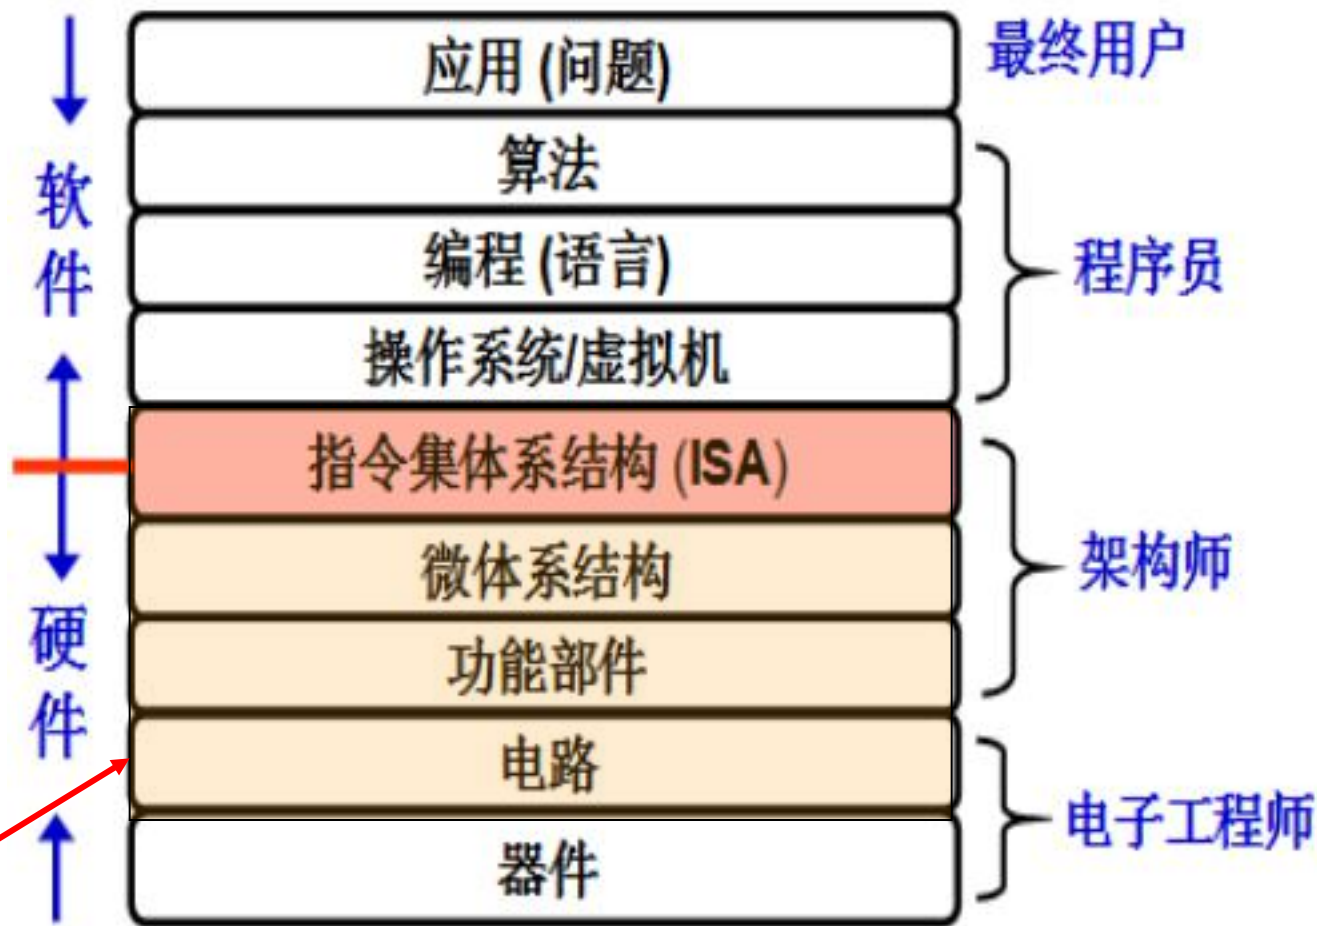 应用 (问题)
最终用户
算法
编程 (语言)
操作系统/虚拟机
程序员
软件
指令集体系结构 (ISA)
微体系结构
功能部件
架构师
硬件
电路
器件
电子工程师